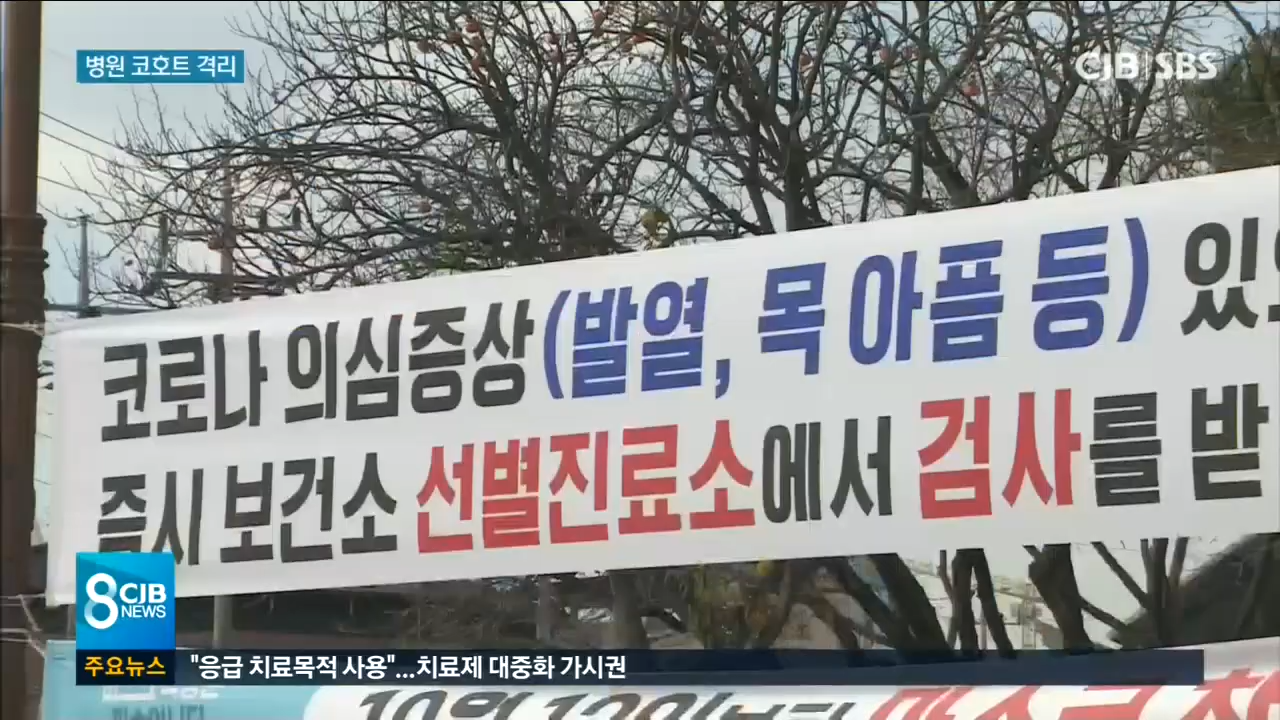 병원 코호트 격리
CJB SBS
코로나 의심증상(발열, 목 아픔 등) 있으
즉시 보건소 선별진료소에서 검사를 받
8 CJB NEWS
주요뉴스 "응급 치료목적 사용"...치료제 대중화 가시권